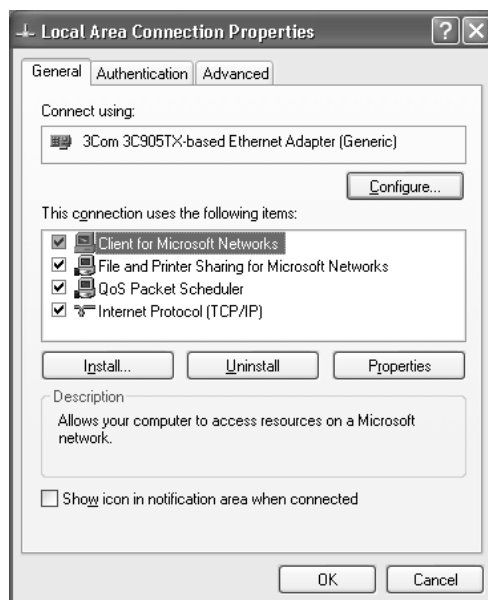 Local Area Connection Properties
General Authentication Advanced
Connect using:
3Com 3C905TX-based Ethernet Adapter (Generic)
Configure...
This connection uses the following items:
Client for Microsoft Networks
File and Printer Sharing for Microsoft Networks
QoS Packet Scheduler
Internet Protocol (TCP/IP)
Install... Uninstall Properties
Description
Allows your computer to access resources on a Microsoft
network.
Show icon in notification area when connected
OK Cancel